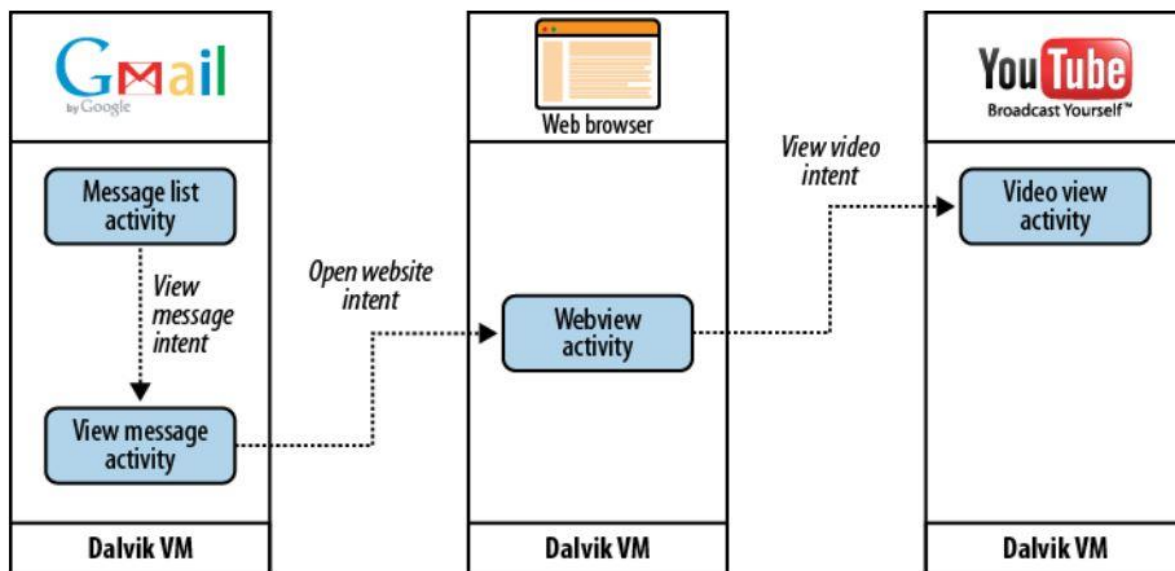 Gmail
by Google
Message list
activity
View
message
intent
View message
activity
Dalvik VM
Open website
intent
Web browser
Webview
activity
Dalvik VM
View video
intent
YouTube
Broadcast Yourself™
Video view
activity
Dalvik VM